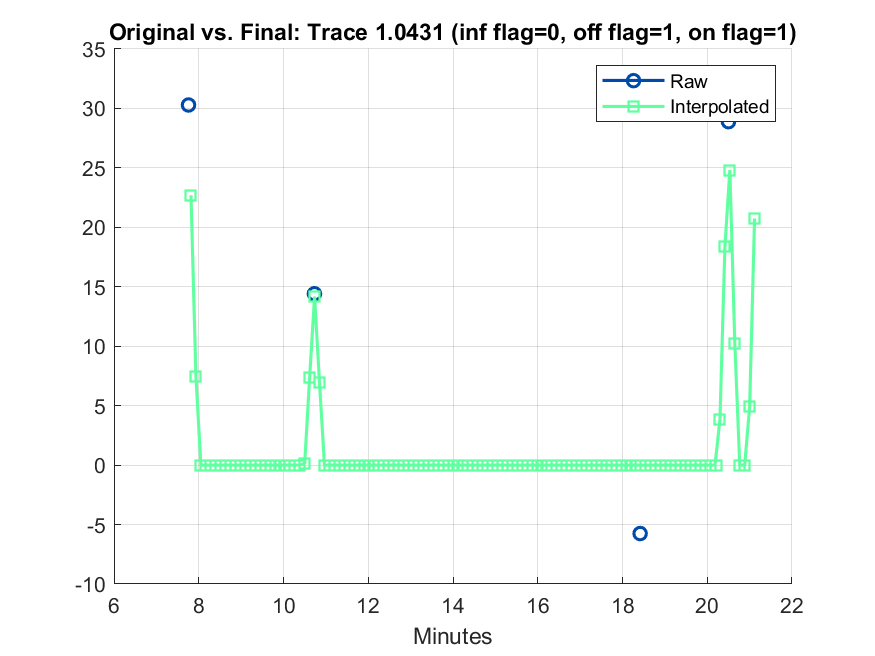 Original vs. Final: Trace 1.0431 (inf flag=0, off flag=1, on flag=1)
35
30
25
20
15
10
5
0
-5
-10
Raw
Interpolated
6 8 10 12 14 16 18 20 22
Minutes